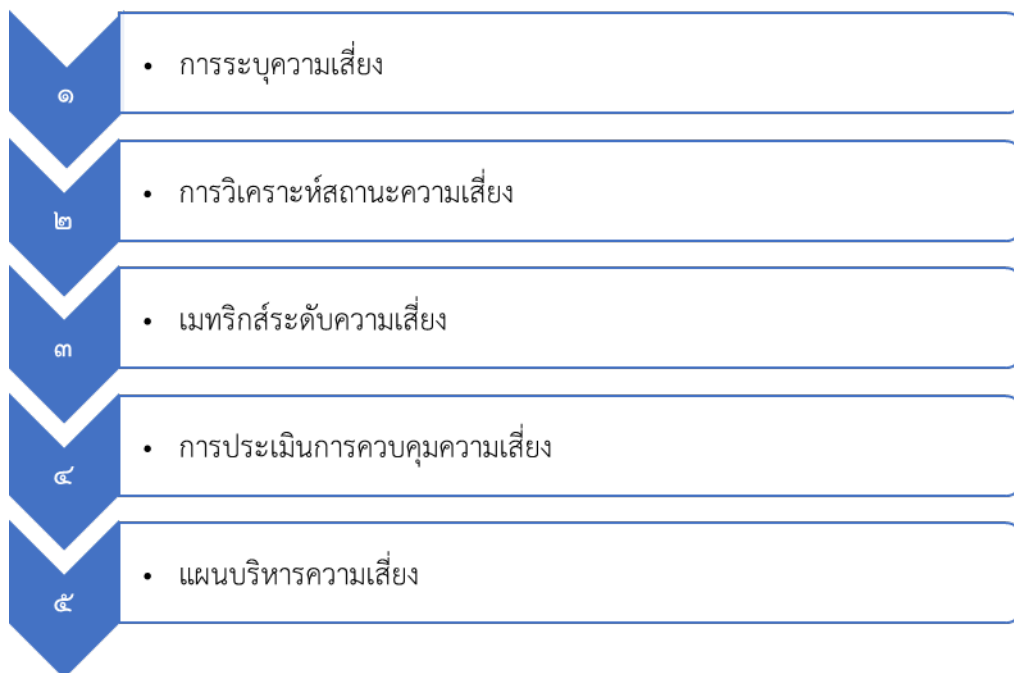 ๑
• การระบุความเสี่ยง
๒
• การวิเคราะห์สถานะความเสี่ยง
๓
• เมทริกส์ระดับความเสี่ยง
๔
• การประเมินการควบคุมความเสี่ยง
๕
• แผนบริหารความเสี่ยง